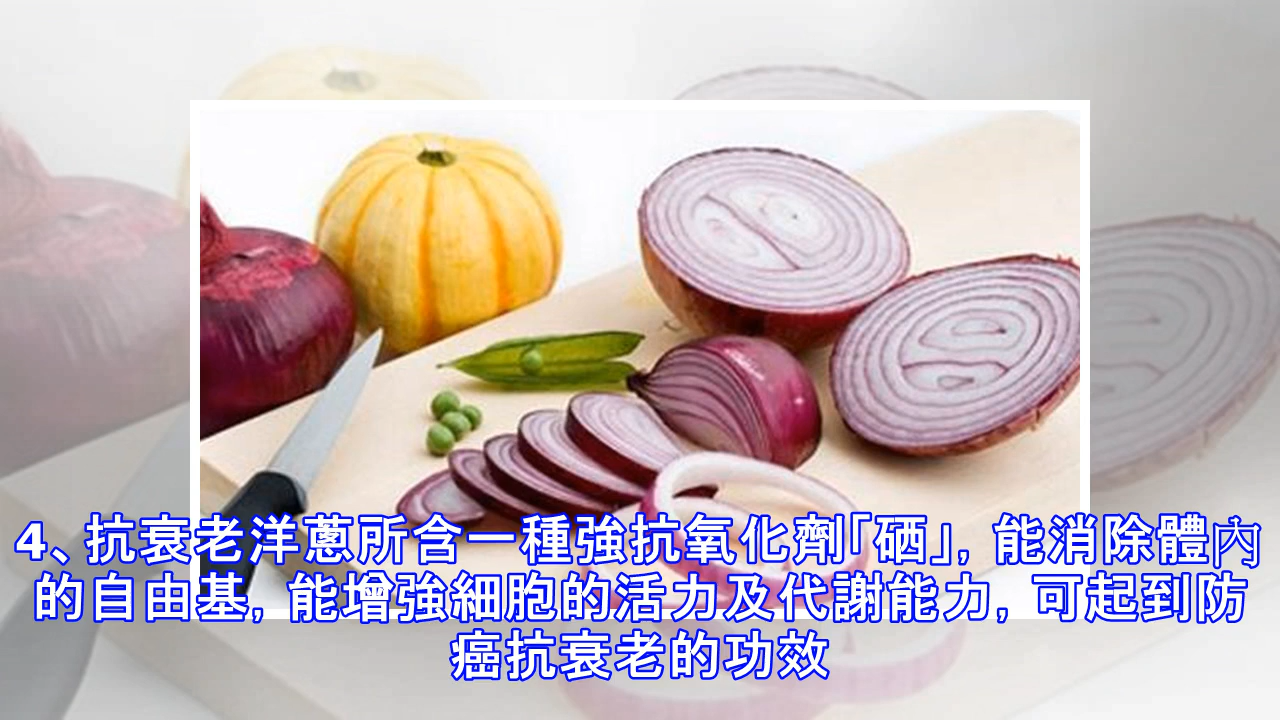 4、抗衰老洋蔥所含一種強抗氧化劑「硒」, 能消除體內
的自由基, 能增強細胞的活力及代謝能力, 可起到防
癌抗衰老的功效